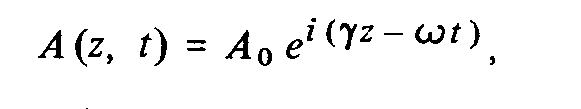 A(z, t) = A₀ e^{i(γz − ωt)},